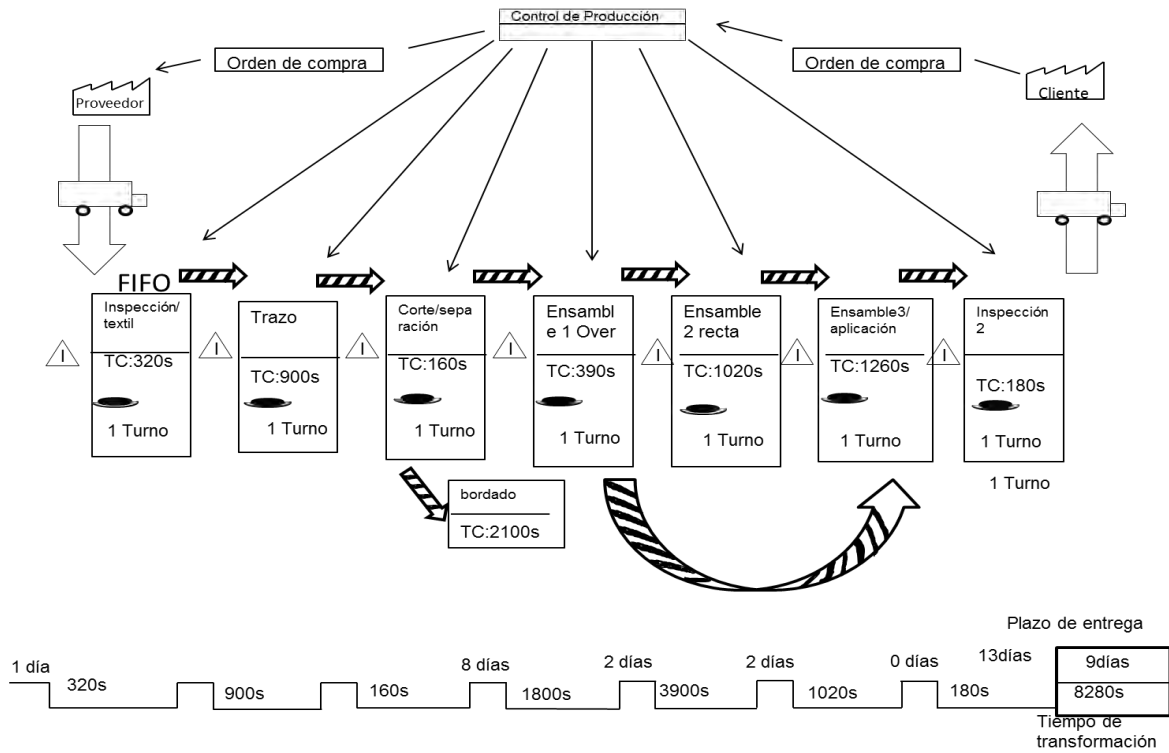 Control de Producción
Orden de compra
Orden de compra
Proveedor
Cliente
FIFO
Inspección/
textil
TC:320s
1 Turno
Trazo
TC:900s
1 Turno
Corte/sepa
ración
TC:160s
1 Turno
Ensambl
e 1 Over
TC:390s
1 Turno
Ensamble
2 recta
TC:1020s
1 Turno
Ensamble3/
aplicación
TC:1260s
1 Turno
Inspección
2
TC:180s
1 Turno
1 Turno
I
I
I
I
I
I
I
bordado
TC:2100s
Plazo de entrega
1 día
8 días
2 días
2 días
0 días
13días
9días
320s
900s
160s
1800s
3900s
1020s
180s
8280s
Tiempo de
transformación